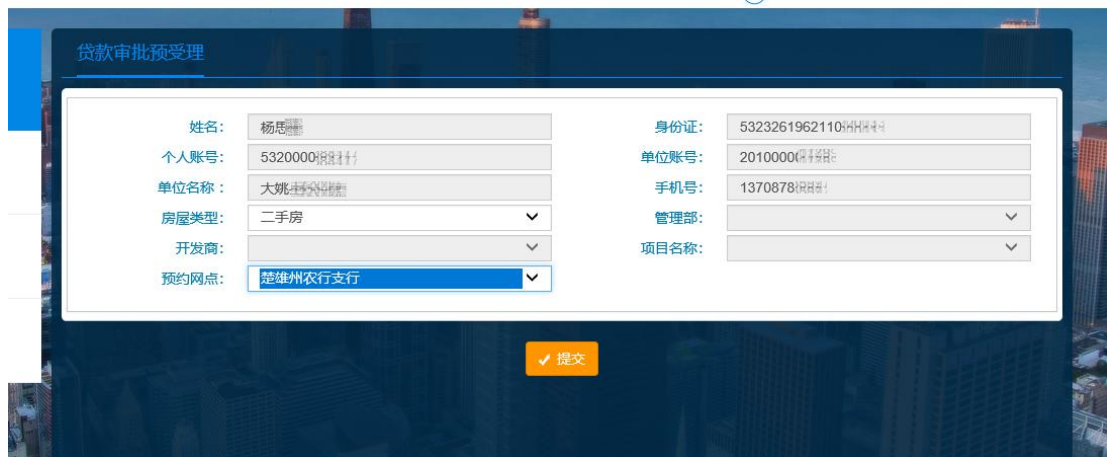 贷款审批预受理
姓名： 杨思 身份证： 5323261962110
个人账号： 5320000 单位账号： 2010000
单位名称： 大姚 手机号： 1370878
房屋类型： 二手房 管理部：
开发商： 项目名称：
预约网点： 楚雄州农行支行
提交